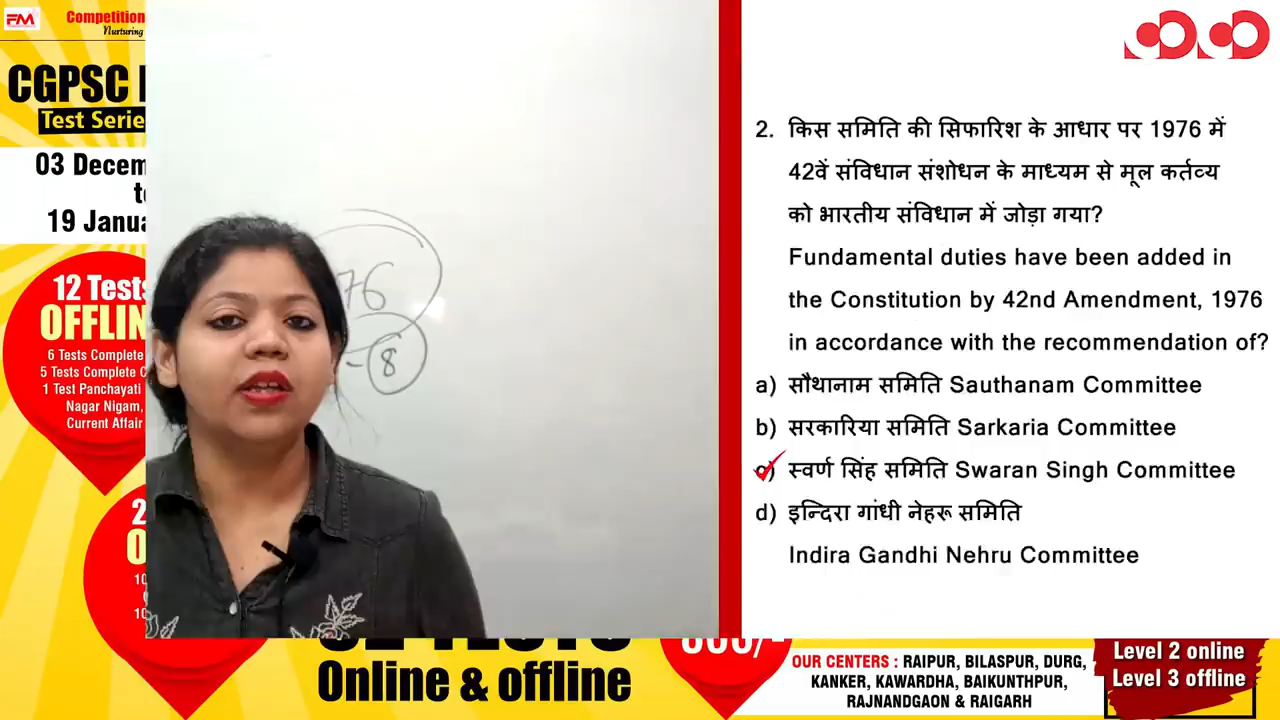 FM
Competition
Nurturing
CGPSC
Test Serie
03 Decem
to
19 Janua
12 Tests
OFFLIN
6 Tests Complete
5 Tests Complete C
1 Test Panchayati
Nagar Nigam,
Current Affair
2
O
10
10
76
- 8
2. किस समिति की सिफारिश के आधार पर 1976 में
42वें संविधान संशोधन के माध्यम से मूल कर्तव्य
को भारतीय संविधान में जोड़ा गया?
Fundamental duties have been added in
the Constitution by 42nd Amendment, 1976
in accordance with the recommendation of?
a) सौथानाम समिति Sauthanam Committee
b) सरकारिया समिति Sarkaria Committee
c) स्वर्ण सिंह समिति Swaran Singh Committee
d) इन्दिरा गांधी नेहरू समिति
Indira Gandhi Nehru Committee
Online & offline
OUR CENTERS : RAIPUR, BILASPUR, DURG,
KANKER, KAWARDHA, BAIKUNTHPUR,
RAJNANDGAON & RAIGARH
Level 2 online
Level 3 offline